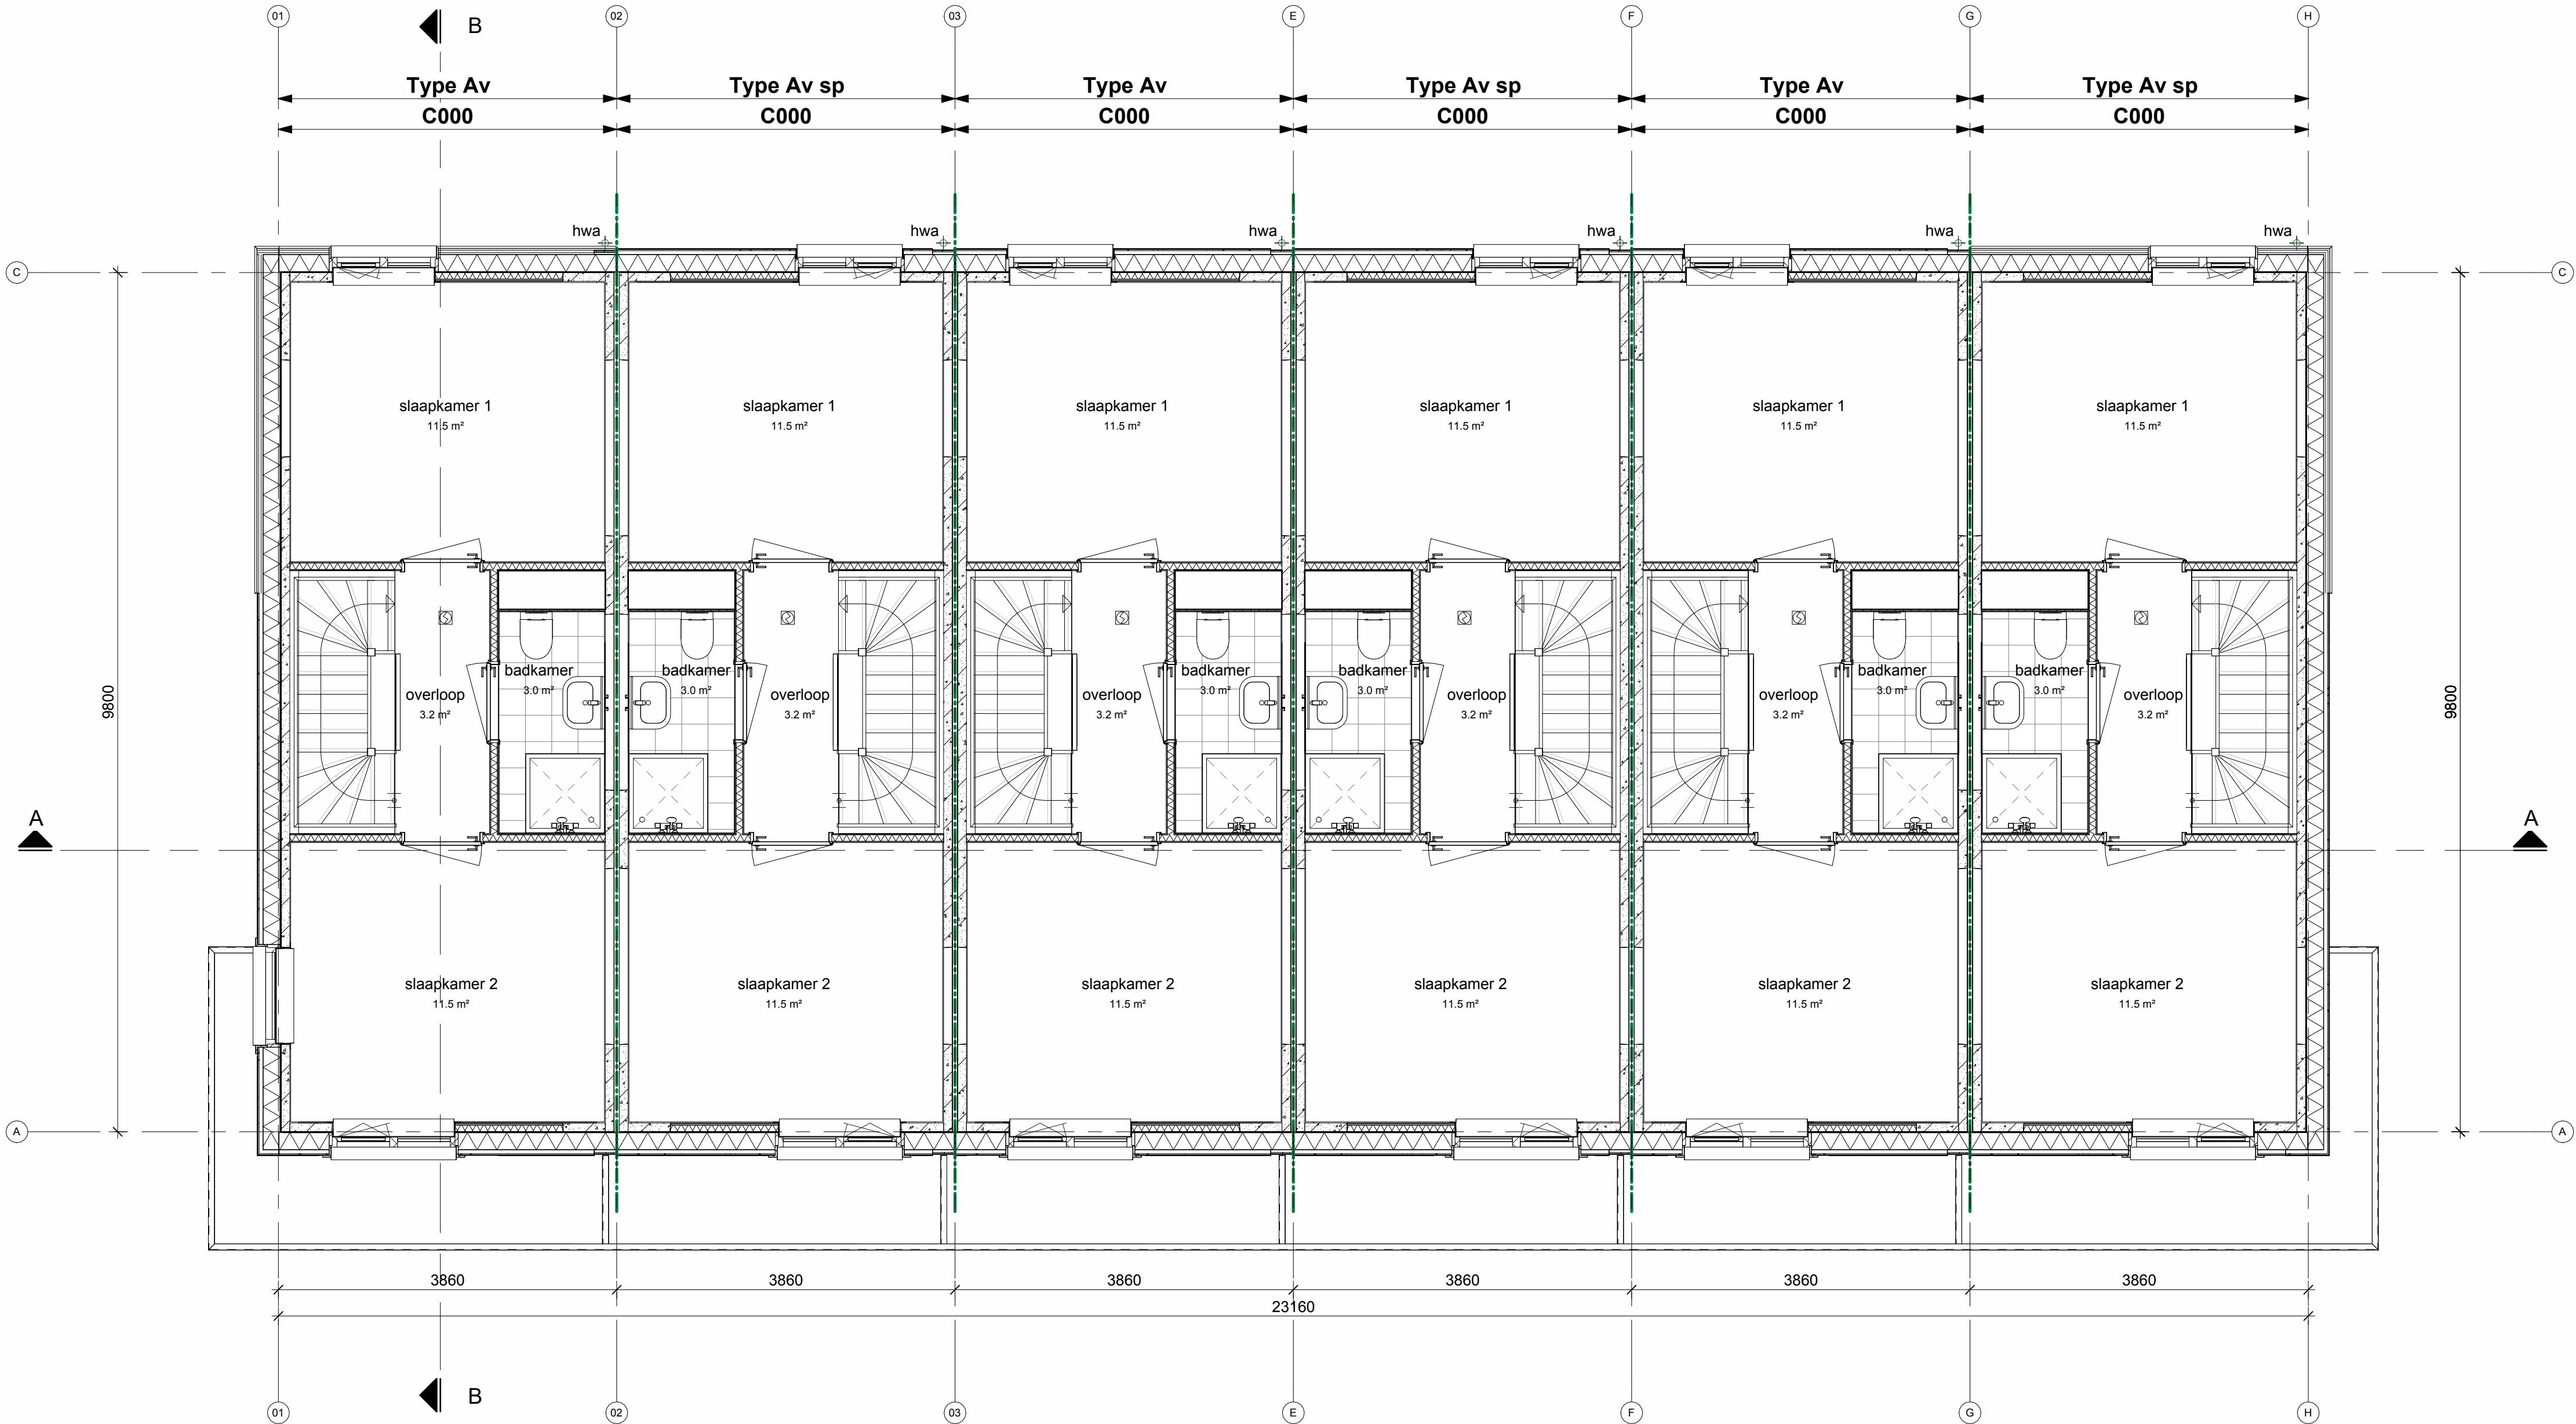 01 02 03 E F G H
B
Type Av Type Av sp Type Av Type Av sp Type Av Type Av sp
C000 C000 C000 C000 C000 C000
hwa hwa hwa hwa hwa hwa
C C
slaapkamer 1 slaapkamer 1 slaapkamer 1 slaapkamer 1 slaapkamer 1 slaapkamer 1
11.5 m² 11.5 m² 11.5 m² 11.5 m² 11.5 m² 11.5 m²
badkamer badkamer badkamer badkamer badkamer badkamer
3.0 m² 3.0 m² 3.0 m² 3.0 m² 3.0 m² 3.0 m²
9800 overloop overloop overloop overloop overloop overloop 9800
3.2 m² 3.2 m² 3.2 m² 3.2 m² 3.2 m² 3.2 m²
A A
slaapkamer 2 slaapkamer 2 slaapkamer 2 slaapkamer 2 slaapkamer 2 slaapkamer 2
11.5 m² 11.5 m² 11.5 m² 11.5 m² 11.5 m² 11.5 m²
A A
3860 3860 3860 3860 3860 3860
23160
B
01 02 03 E F G H